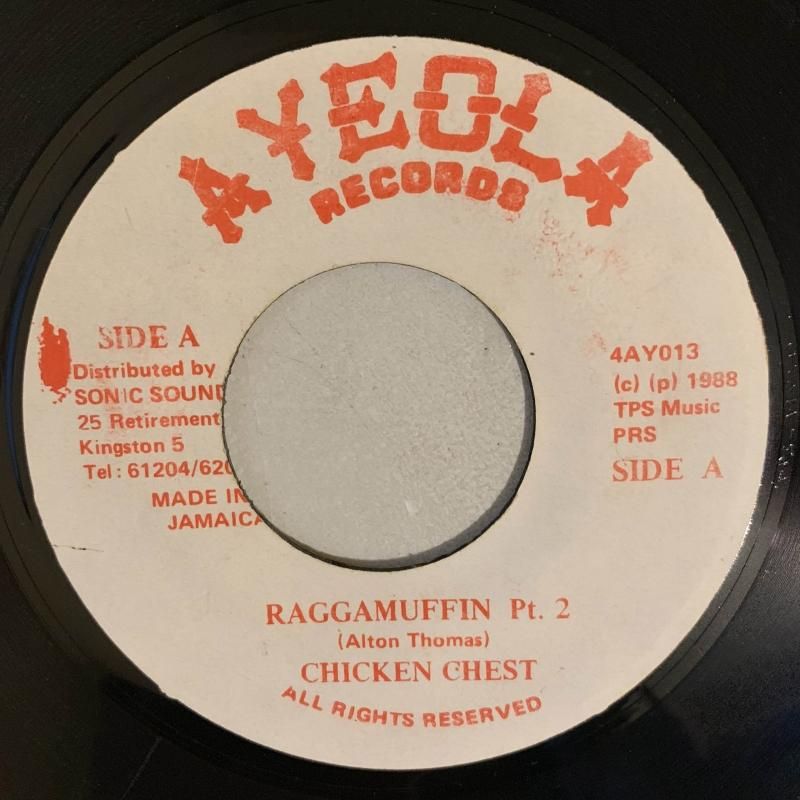 AYEOLA
RECORDS
SIDE A
Distributed by
SONIC SOUND
25 Retirement
Kingston 5
Tel: 61204/620
MADE IN
JAMAICA
4AY013
(c) (p) 1988
TPS Music
PRS
SIDE A
RAGGAMUFFIN Pt. 2
(Alton Thomas)
CHICKEN CHEST
ALL RIGHTS RESERVED